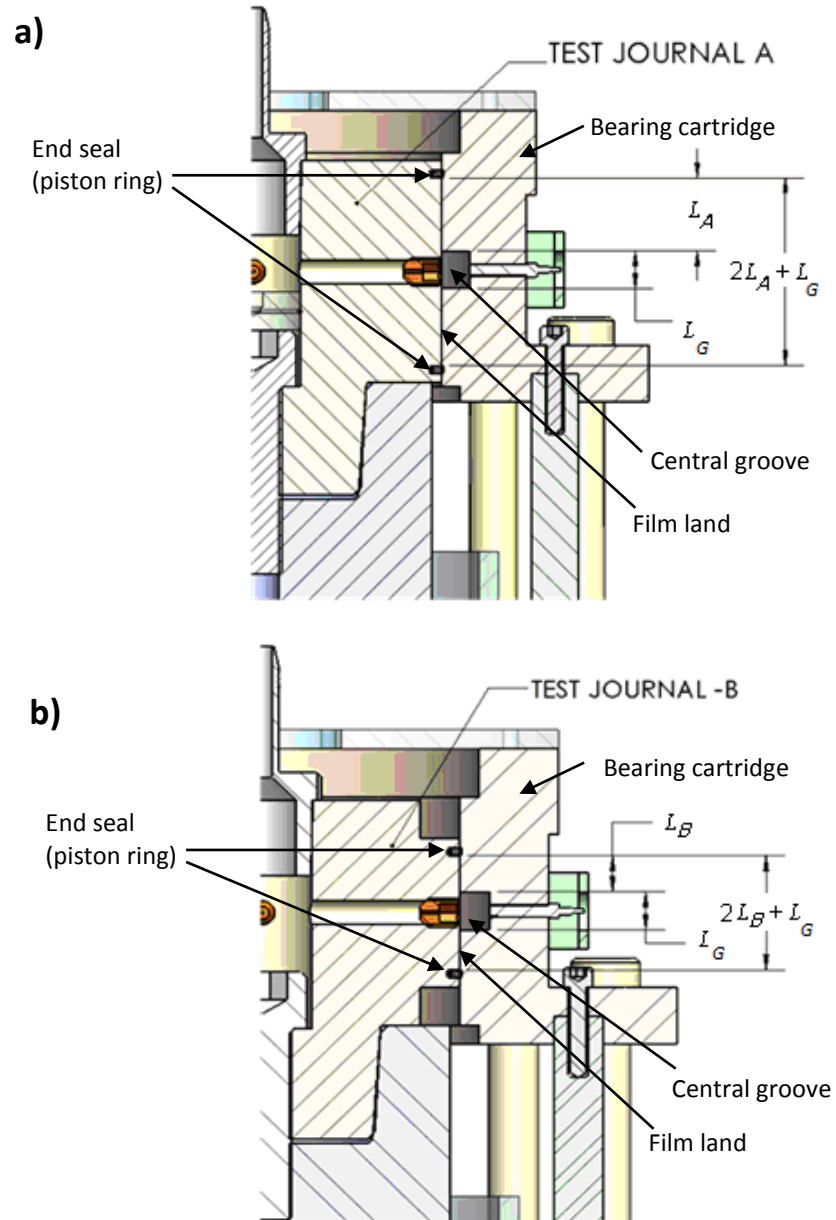 a)
TEST JOURNAL A
Bearing cartridge
End seal
(piston ring)
L_A
2L_A + L_G
L_G
Central groove
Film land
b)
TEST JOURNAL -B
Bearing cartridge
L_B
End seal
(piston ring)
2L_B + L_G
L_G
Central groove
Film land